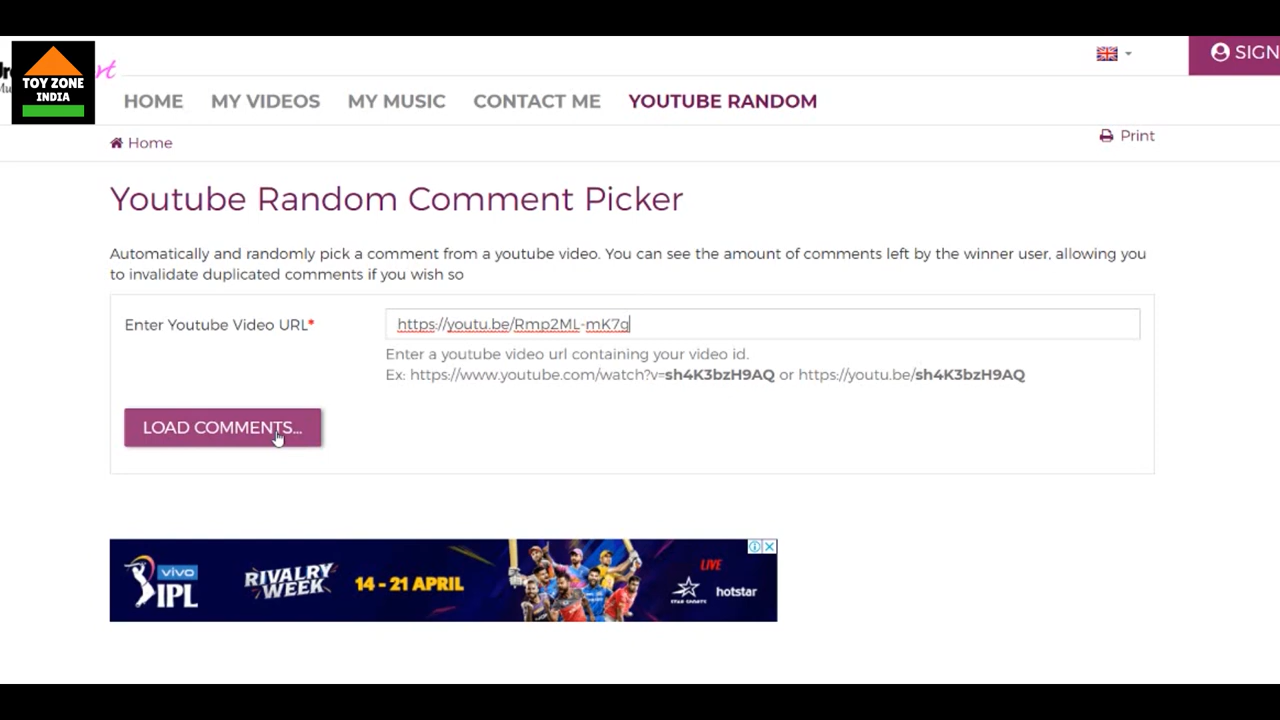 TOY ZONE
INDIA
rt
SIGN
HOME MY VIDEOS MY MUSIC CONTACT ME YOUTUBE RANDOM
Home
Print
Youtube Random Comment Picker
Automatically and randomly pick a comment from a youtube video. You can see the amount of comments left by the winner user, allowing you
to invalidate duplicated comments if you wish so
Enter Youtube Video URL*
https://youtu.be/Rmp2ML-mK7g
Enter a youtube video url containing your video id.
Ex: https://www.youtube.com/watch?v=sh4K3bzH9AQ or https://youtu.be/sh4K3bzH9AQ
LOAD COMMENTS...
vivo
IPL
RIVALRY
WEEK
14 - 21 APRIL
LIVE
STAR SPORTS
hotstar